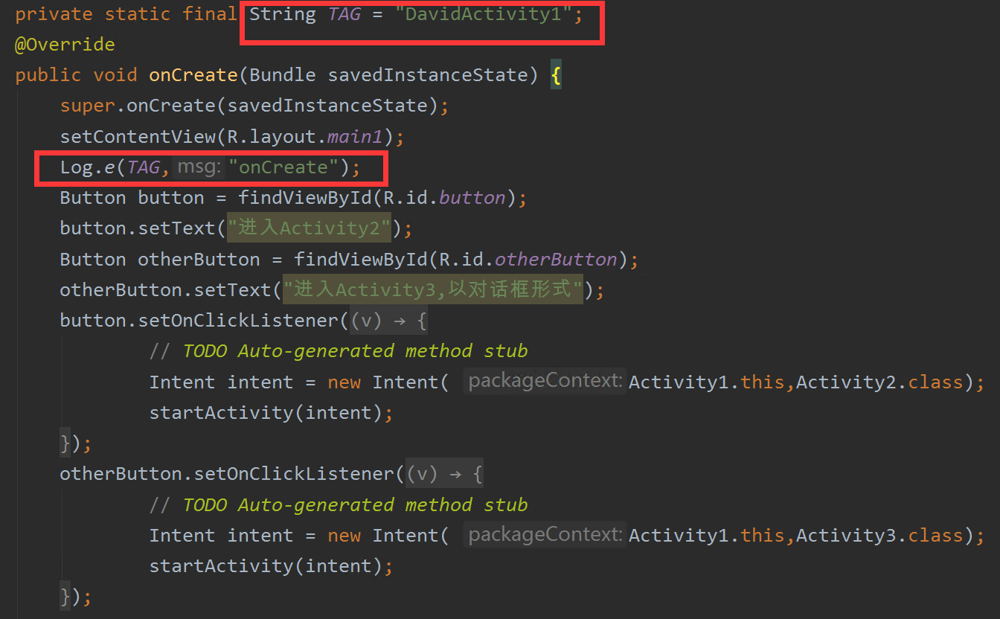 private static final String TAG = "DavidActivity1";
@Override
public void onCreate(Bundle savedInstanceState) {
super.onCreate(savedInstanceState);
setContentView(R.layout.main1);
Log.e(TAG, msg: "onCreate");
Button button = findViewById(R.id.button);
button.setText("进入Activity2");
Button otherButton = findViewById(R.id.otherButton);
otherButton.setText("进入Activity3,以对话框形式");
button.setOnClickListener((v) → {
// TODO Auto-generated method stub
Intent intent = new Intent( packageContext: Activity1.this,Activity2.class);
startActivity(intent);
});
otherButton.setOnClickListener((v) → {
// TODO Auto-generated method stub
Intent intent = new Intent( packageContext: Activity1.this,Activity3.class);
startActivity(intent);
});